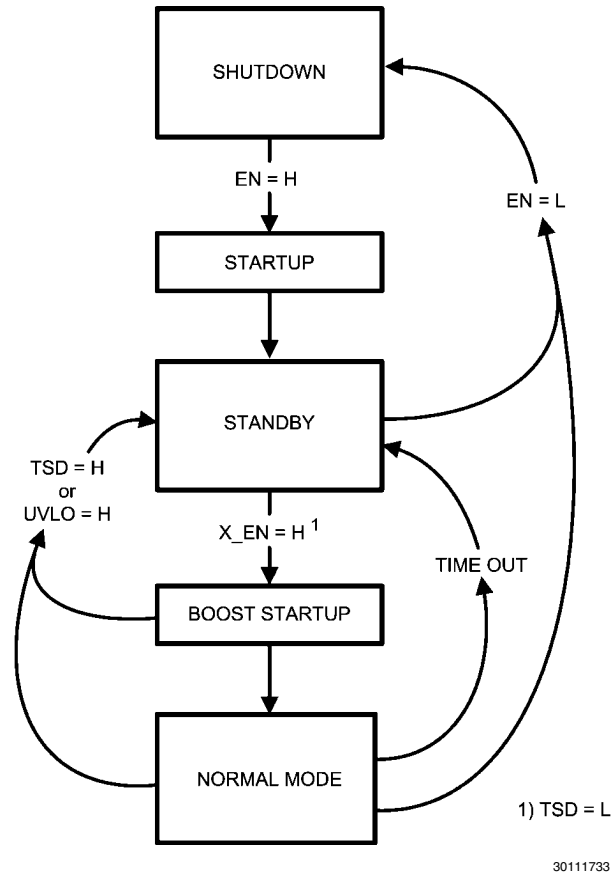 SHUTDOWN
EN = H
EN = L
STARTUP
STANDBY
TSD = H
or
UVLO = H
X_EN = H 1
TIME OUT
BOOST STARTUP
NORMAL MODE
1) TSD = L
30111733